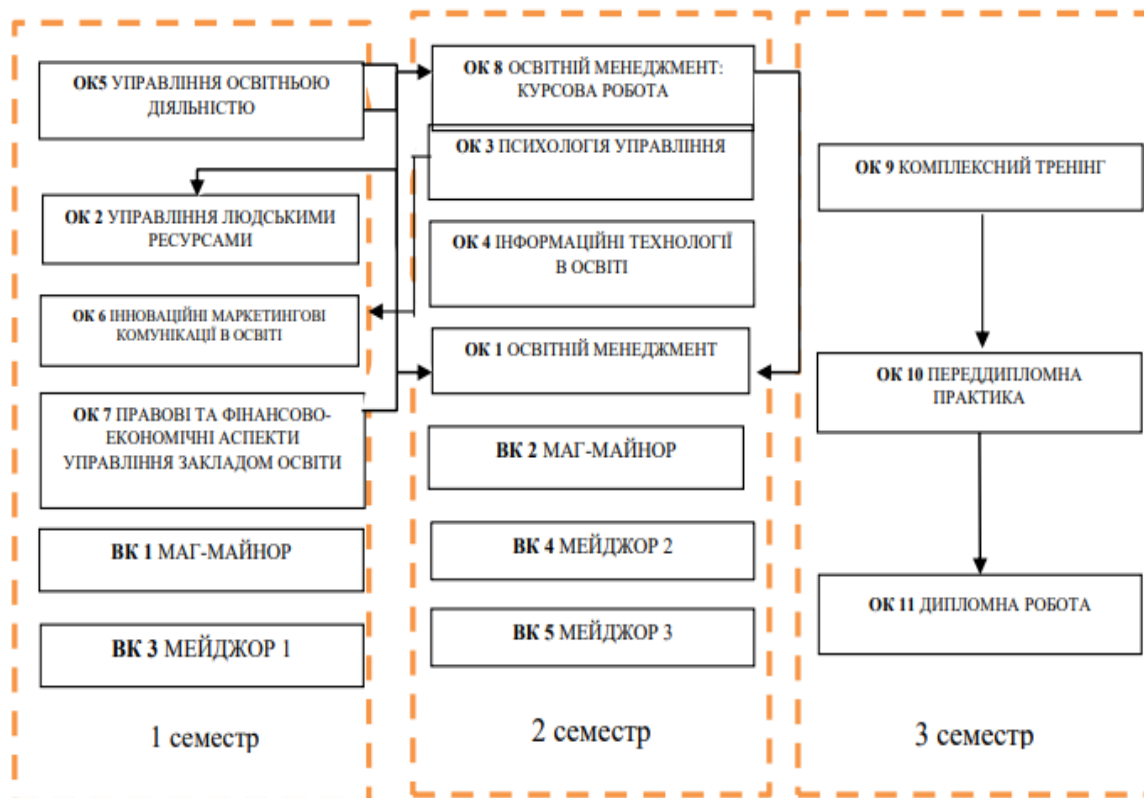 ОК5 УПРАВЛІННЯ ОСВІТНЬОЮ
ДІЯЛЬНІСТЮ
ОК 2 УПРАВЛІННЯ ЛЮДСЬКИМИ
РЕСУРСАМИ
ОК 6 ІННОВАЦІЙНІ МАРКЕТИНГОВІ
КОМУНІКАЦІЇ В ОСВІТІ
ОК 7 ПРАВОВІ ТА ФІНАНСОВО-
ЕКОНОМІЧНІ АСПЕКТИ
УПРАВЛІННЯ ЗАКЛАДОМ ОСВІТИ
ВК 1 МАГ-МАЙНОР
ВК 3 МЕЙДЖОР 1
1 семестр
ОК 8 ОСВІТНІЙ МЕНЕДЖМЕНТ:
КУРСОВА РОБОТА
ОК 3 ПСИХОЛОГІЯ УПРАВЛІННЯ
ОК 4 ІНФОРМАЦІЙНІ ТЕХНОЛОГІЇ
В ОСВІТІ
ОК 1 ОСВІТНІЙ МЕНЕДЖМЕНТ
ВК 2 МАГ-МАЙНОР
ВК 4 МЕЙДЖОР 2
ВК 5 МЕЙДЖОР 3
2 семестр
ОК 9 КОМПЛЕКСНИЙ ТРЕНІНГ
ОК 10 ПЕРЕДДИПЛОМНА
ПРАКТИКА
ОК 11 ДИПЛОМНА РОБОТА
3 семестр